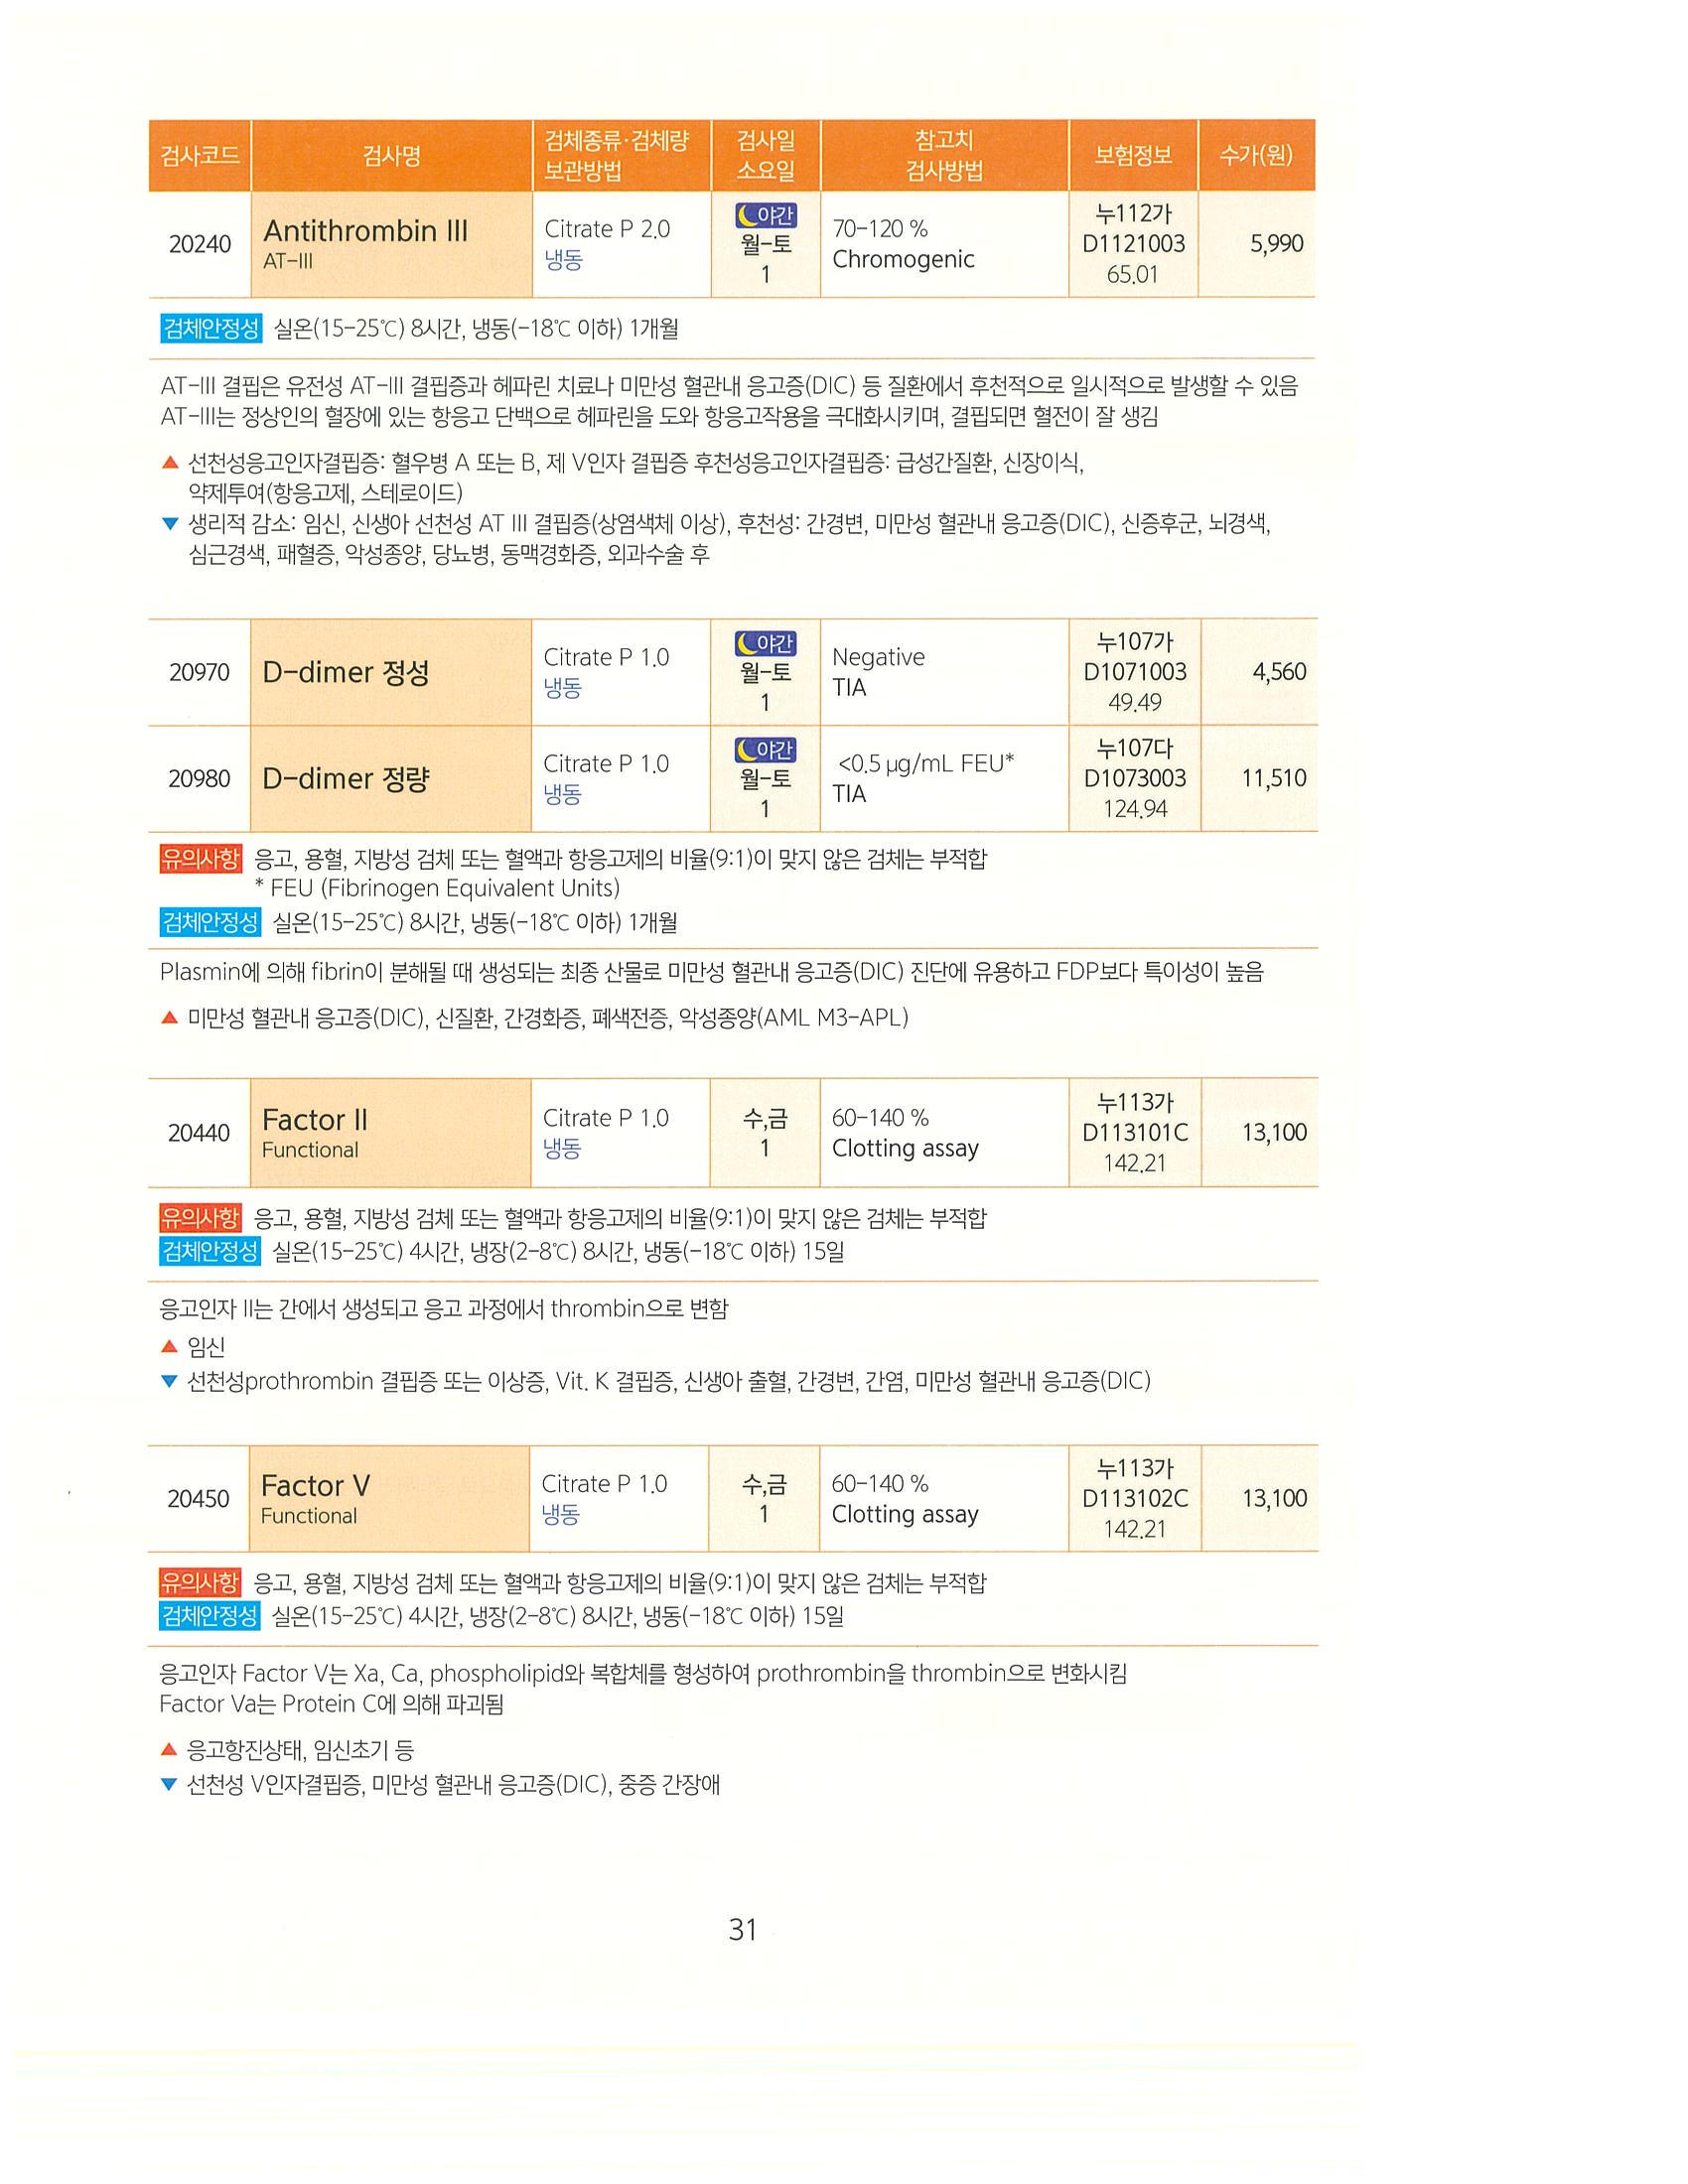 검사코드 검사명 검체종류·검체량 보관방법 검사일 소요일 참고치 검사방법 보험정보 수가(원)
20240 Antithrombin III AT-III Citrate P 2.0 냉동 야간 월-토 1 70-120 % Chromogenic 누112가 D1121003 65.01 5,990
검체안정성 실온(15-25℃) 8시간, 냉동(-18℃ 이하) 1개월
AT-III 결핍은 유전성 AT-III 결핍증과 헤파린 치료나 미만성 혈관내 응고증(DIC) 등 질환에서 후천적으로 일시적으로 발생할 수 있음
AT-III는 정상인의 혈장에 있는 항응고 단백으로 헤파린을 도와 항응고작용을 극대화시키며, 결핍되면 혈전이 잘 생김
▲ 선천성응고인자결핍증: 혈우병 A 또는 B, 제 V인자 결핍증 후천성응고인자결핍증: 급성간질환, 신장이식,
약제투여(항응고제, 스테로이드)
▼ 생리적 감소: 임신, 신생아 선천성 AT III 결핍증(상염색체 이상), 후천성: 간경변, 미만성 혈관내 응고증(DIC), 신증후군, 뇌경색,
심근경색, 패혈증, 악성종양, 당뇨병, 동맥경화증, 외과수술 후
20970 D-dimer 정성 Citrate P 1.0 냉동 야간 월-토 1 Negative TIA 누107가 D1071003 49.49 4,560
20980 D-dimer 정량 Citrate P 1.0 냉동 야간 월-토 1 <0.5 µg/mL FEU* TIA 누107다 D1073003 124.94 11,510
유의사항 응고, 용혈, 지방성 검체 또는 혈액과 항응고제의 비율(9:1)이 맞지 않은 검체는 부적합
* FEU (Fibrinogen Equivalent Units)
검체안정성 실온(15-25℃) 8시간, 냉동(-18℃ 이하) 1개월
Plasmin에 의해 fibrin이 분해될 때 생성되는 최종 산물로 미만성 혈관내 응고증(DIC) 진단에 유용하고 FDP보다 특이성이 높음
▲ 미만성 혈관내 응고증(DIC), 신질환, 간경화증, 폐색전증, 악성종양(AML M3-APL)
20440 Factor II Functional Citrate P 1.0 냉동 수,금 1 60-140 % Clotting assay 누113가 D113101C 142.21 13,100
유의사항 응고, 용혈, 지방성 검체 또는 혈액과 항응고제의 비율(9:1)이 맞지 않은 검체는 부적합
검체안정성 실온(15-25℃) 4시간, 냉장(2-8℃) 8시간, 냉동(-18℃ 이하) 15일
응고인자 II는 간에서 생성되고 응고 과정에서 thrombin으로 변함
▲ 임신
▼ 선천성prothrombin 결핍증 또는 이상증, Vit. K 결핍증, 신생아 출혈, 간경변, 간염, 미만성 혈관내 응고증(DIC)
20450 Factor V Functional Citrate P 1.0 냉동 수,금 1 60-140 % Clotting assay 누113가 D113102C 142.21 13,100
유의사항 응고, 용혈, 지방성 검체 또는 혈액과 항응고제의 비율(9:1)이 맞지 않은 검체는 부적합
검체안정성 실온(15-25℃) 4시간, 냉장(2-8℃) 8시간, 냉동(-18℃ 이하) 15일
응고인자 Factor V는 Xa, Ca, phospholipid와 복합체를 형성하여 prothrombin을 thrombin으로 변화시킴
Factor Va는 Protein C에 의해 파괴됨
▲ 응고항진상태, 임신초기 등
▼ 선천성 V인자결핍증, 미만성 혈관내 응고증(DIC), 중증 간장애
31